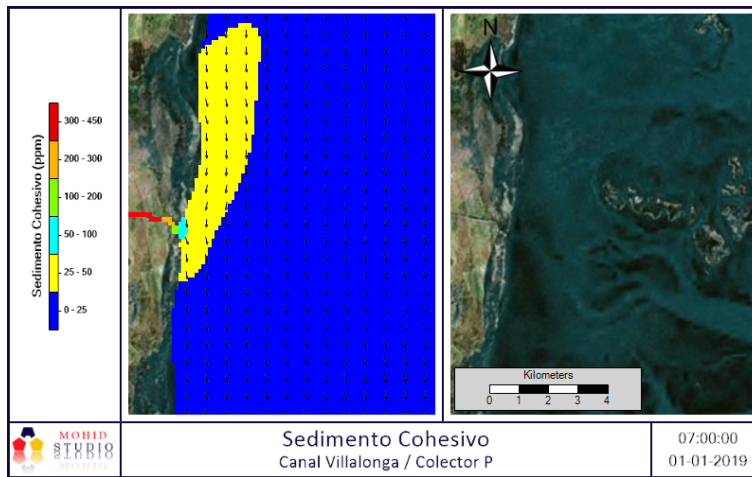 Sedimento Cohesivo (ppm)
300 - 450
200 - 300
100 - 200
50 - 100
25 - 50
0 - 25
N
Kilometers
0 1 2 3 4
MOHID
STUDIO
Sedimento Cohesivo
Canal Villalonga / Colector P
07:00:00
01-01-2019